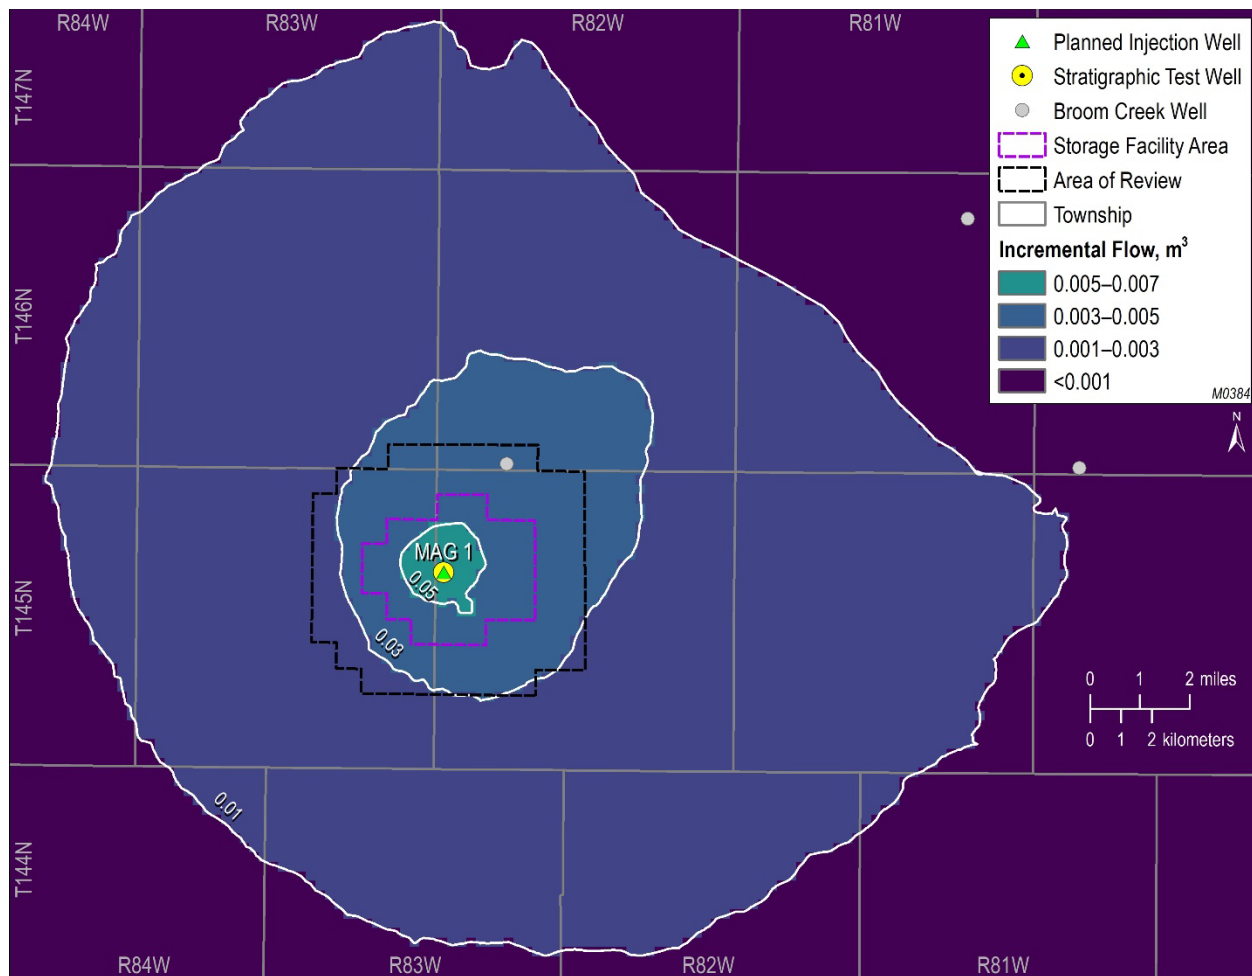 R84W R83W R82W R81W
Planned Injection Well
Stratigraphic Test Well
Broom Creek Well
Storage Facility Area
Area of Review
Township
Incremental Flow, m³
0.005–0.007
0.003–0.005
0.001–0.003
<0.001
M0384
N
T147N
T146N
T145N
T144N
MAG 1
0.05
0.03
0.01
0 1 2 miles
0 1 2 kilometers
R84W R83W R82W R81W